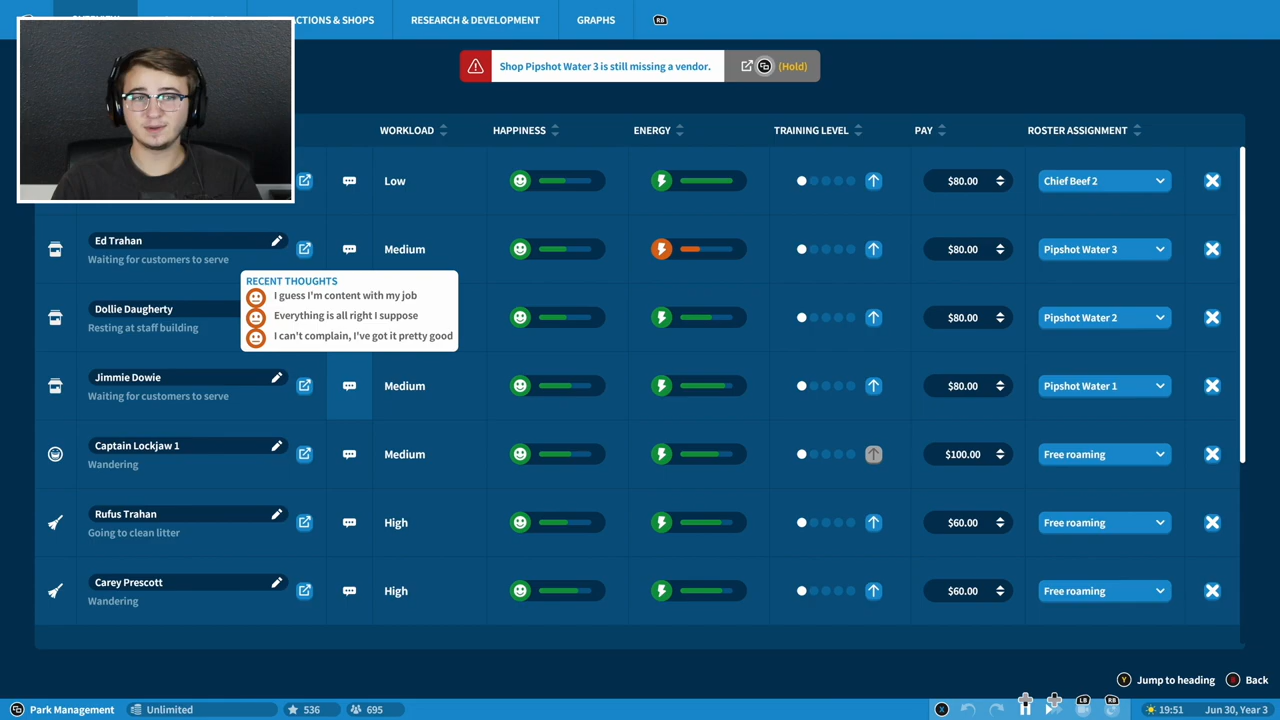 ACTIONS & SHOPS
RESEARCH & DEVELOPMENT
GRAPHS
RB
Shop Pipshot Water 3 is still missing a vendor.
(Hold)
WORKLOAD
HAPPINESS
ENERGY
TRAINING LEVEL
PAY
ROSTER ASSIGNMENT
Low
$80.00
Chief Beef 2
Ed Trahan
Waiting for customers to serve
Medium
$80.00
Pipshot Water 3
RECENT THOUGHTS
I guess I'm content with my job
Everything is all right I suppose
I can't complain, I've got it pretty good
Dollie Daugherty
Resting at staff building
$80.00
Pipshot Water 2
Jimmie Dowie
Waiting for customers to serve
Medium
$80.00
Pipshot Water 1
Captain Lockjaw 1
Wandering
Medium
$100.00
Free roaming
Rufus Trahan
Going to clean litter
High
$60.00
Free roaming
Carey Prescott
Wandering
High
$60.00
Free roaming
Y Jump to heading
Back
Park Management
Unlimited
536
695
X
LB
RB
19:51
Jun 30, Year 3